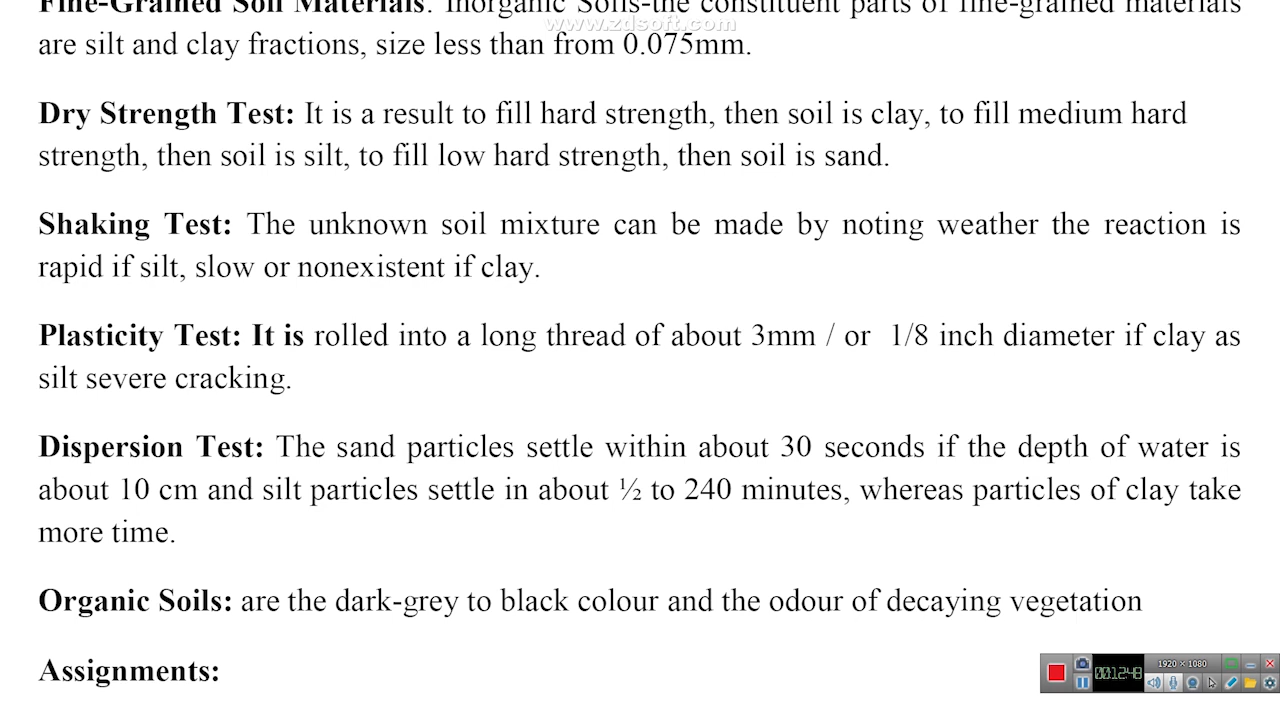 Fine-Grained Soil Materials. Inorganic Soils-the constituent parts of fine-grained materials
www.zdsoft.com
are silt and clay fractions, size less than from 0.075mm.
Dry Strength Test: It is a result to fill hard strength, then soil is clay, to fill medium hard
strength, then soil is silt, to fill low hard strength, then soil is sand.
Shaking Test: The unknown soil mixture can be made by noting weather the reaction is
rapid if silt, slow or nonexistent if clay.
Plasticity Test: It is rolled into a long thread of about 3mm / or 1/8 inch diameter if clay as
silt severe cracking.
Dispersion Test: The sand particles settle within about 30 seconds if the depth of water is
about 10 cm and silt particles settle in about ½ to 240 minutes, whereas particles of clay take
more time.
Organic Soils: are the dark-grey to black colour and the odour of decaying vegetation
Assignments:
1920 × 1080
00:12:48